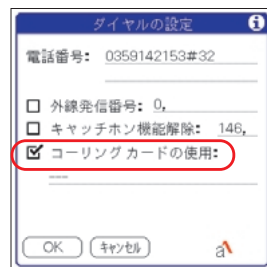 ダイヤルの設定
電話番号: 0359142153#32
外線発信番号: 0,
キャッチホン機能解除: 146,
コーリング カードの使用:
---
OK キャンセル a